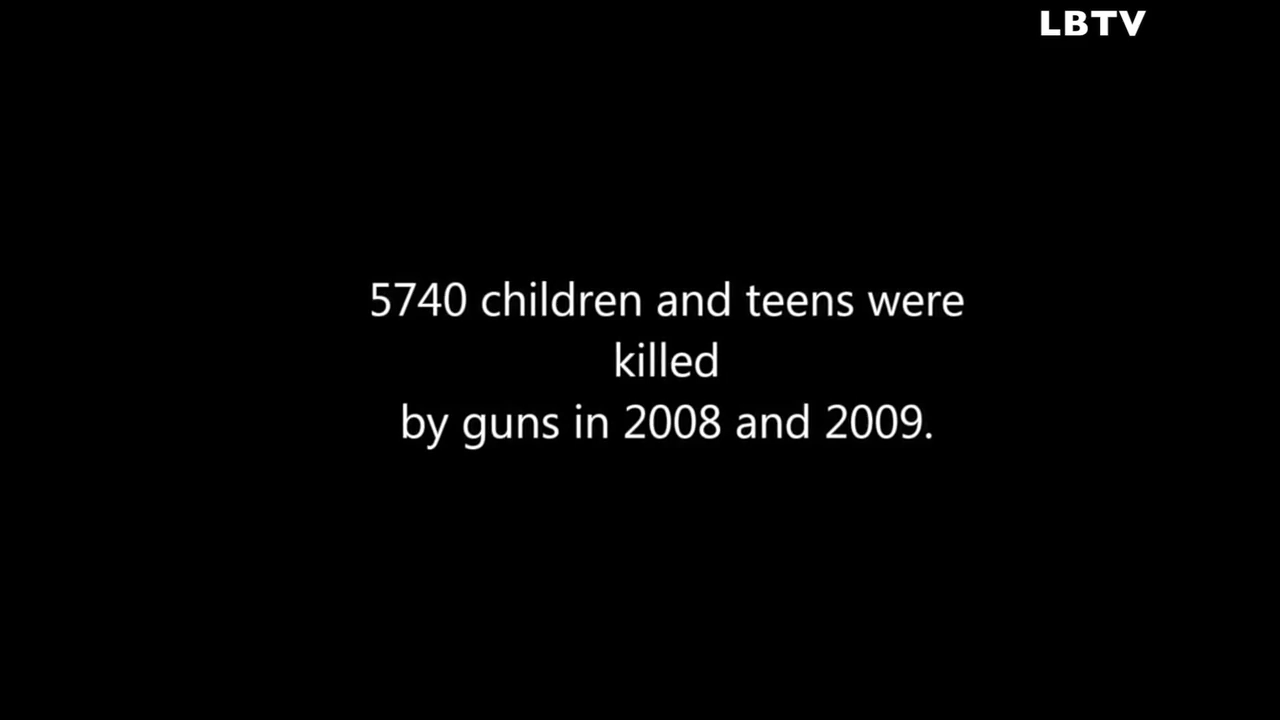 LBTV
5740 children and teens were
killed
by guns in 2008 and 2009.